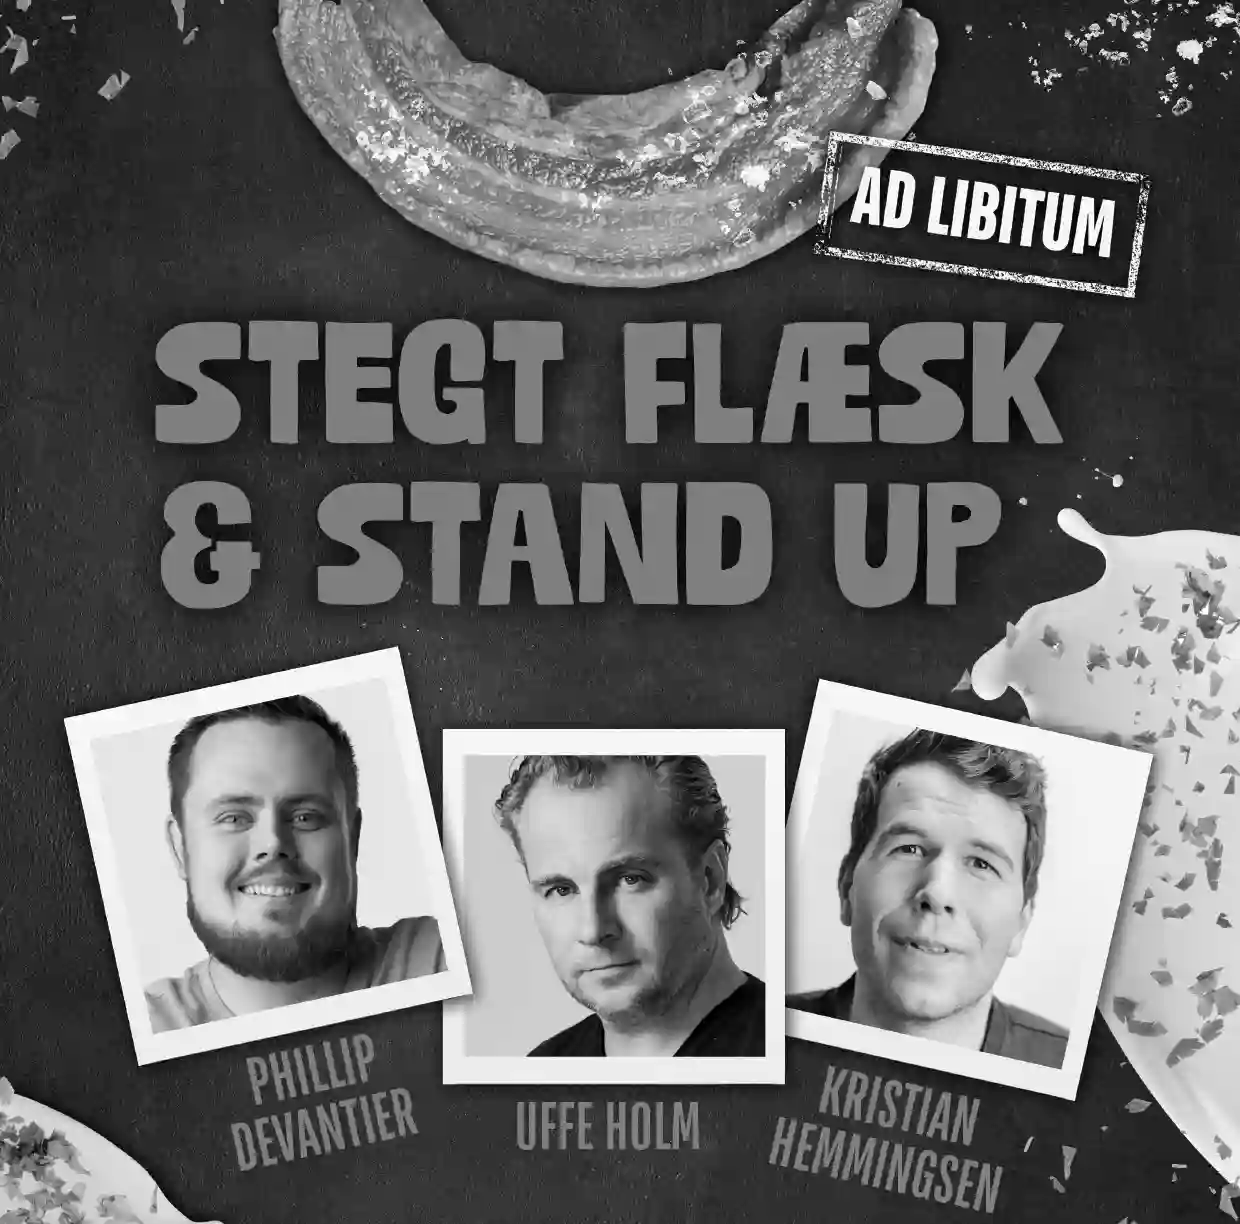 AD LIBITUM
STEGT FLÆSK
& STAND UP
PHILLIP
DEVANTIER
UFFE HOLM
KRISTIAN
HEMMINGSEN